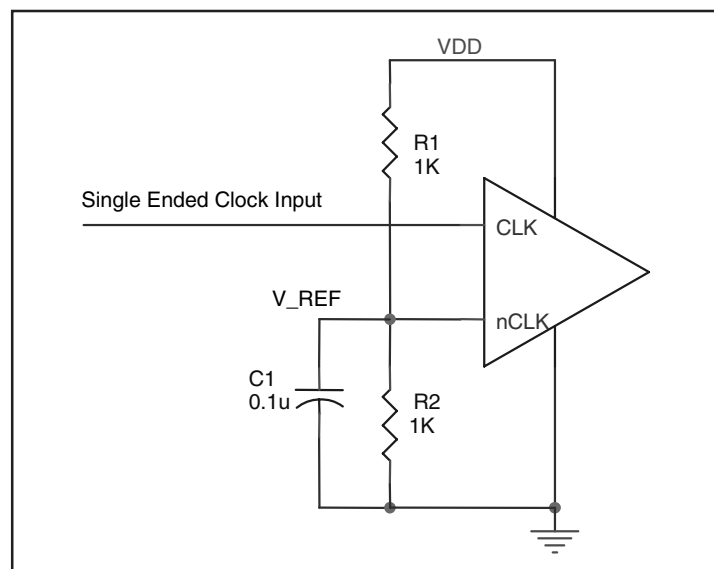 VDD
R1
1K
Single Ended Clock Input
CLK
V_REF
nCLK
C1
0.1u
R2
1K